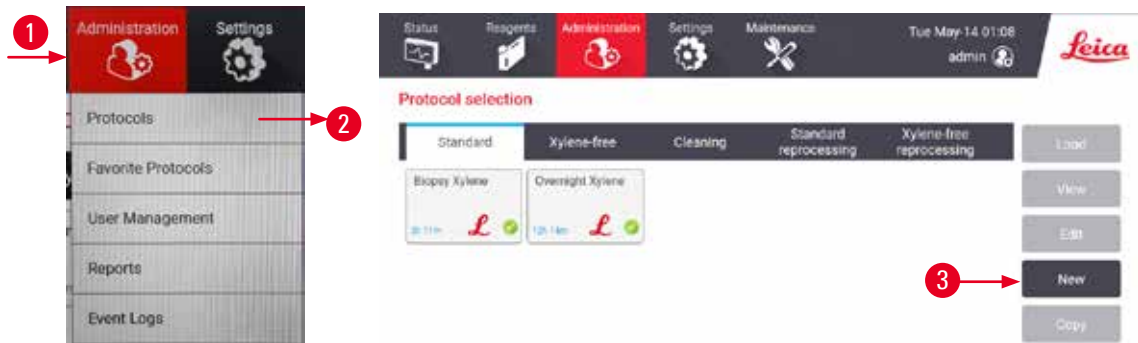 1
Administration
Settings
Protocols
2
Favorite Protocols
User Management
Reports
Event Logs
Status
Reagents
Administration
Settings
Maintenance
Tue May-14 01:08
admin
Leica
Protocol selection
Standard
Xylene-free
Cleaning
Standard
reprocessing
Xylene-free
reprocessing
Load
Biopsy Xylene
L
Overnight Xylene
L
View
Edit
3
New
Copy